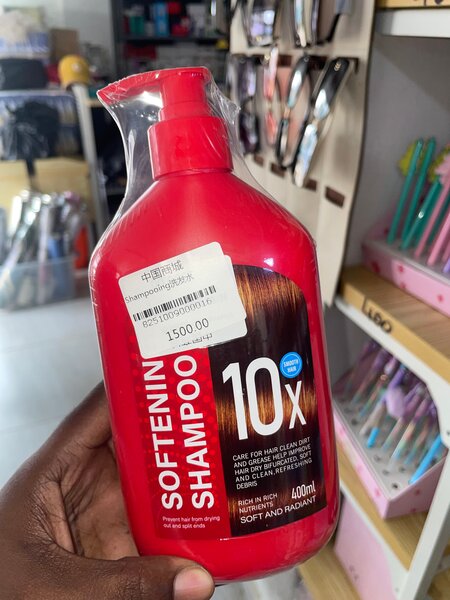 中国商城
Shampooing洗发水
8251009000016
1500.00
SOFTENIN
SHAMPOO
Prevent hair from drying
out and split ends
10x
SMOOTH
HAIR
CARE FOR HAIR CLEAN DIRT
AND GREASE HELP IMPROVE
HAIR DRY BIFURCATED, SOFT
AND CLEAN,REFRESHING
DEBRIS
RICH IN RICH
NUTRIENTS
400ml
SOFT AND RADIANT